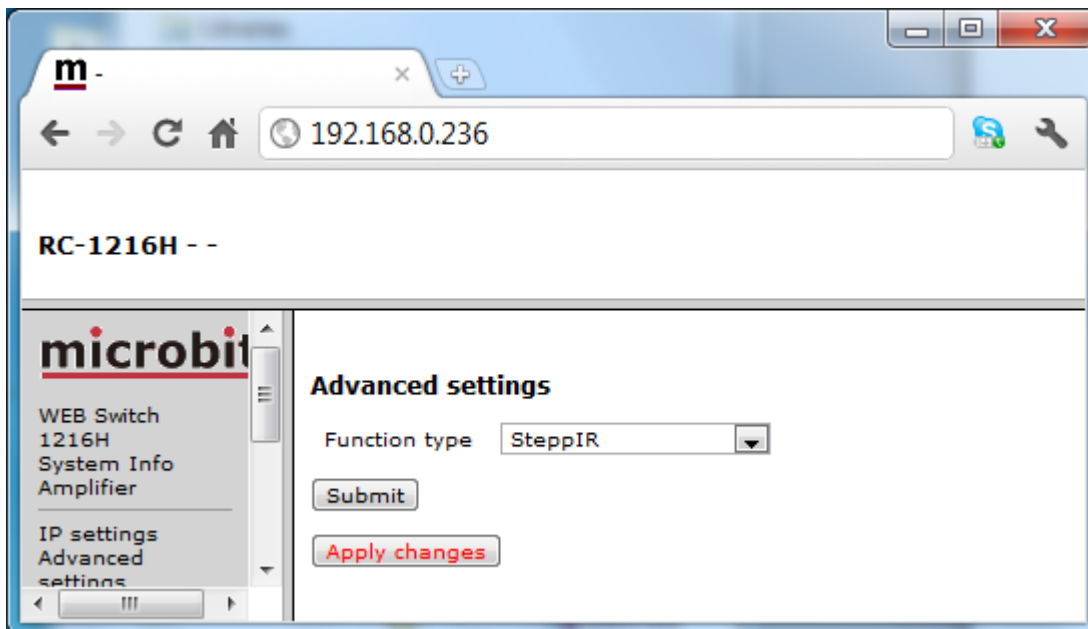 m -
192.168.0.236
RC-1216H - -
microbit
WEB Switch
1216H
System Info
Amplifier
IP settings
Advanced
settings
Advanced settings
Function type SteppIR
Submit
Apply changes